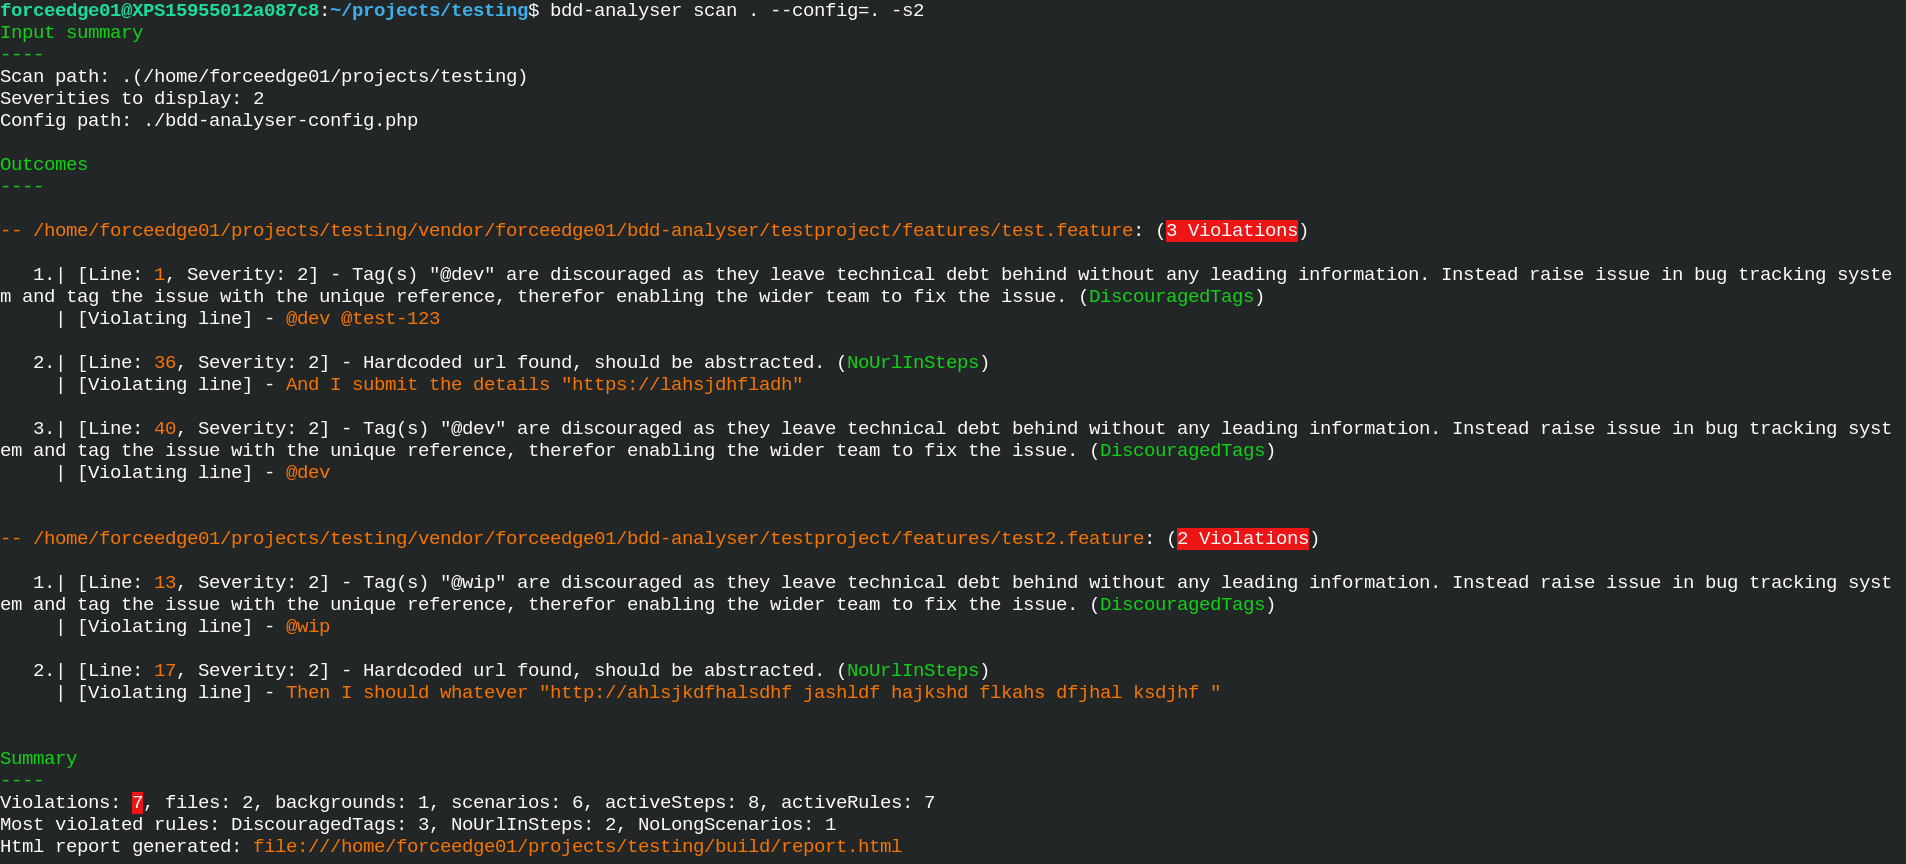 forceedge01@XPS15955012a087c8:~/projects/testing$ bdd-analyser scan . --config=. -s2
Input summary
----
Scan path: .(/home/forceedge01/projects/testing)
Severities to display: 2
Config path: ./bdd-analyser-config.php
Outcomes
----
-- /home/forceedge01/projects/testing/vendor/forceedge01/bdd-analyser/testproject/features/test.feature: (3 Violations)
1.| [Line: 1, Severity: 2] - Tag(s) "@dev" are discouraged as they leave technical debt behind without any leading information. Instead raise issue in bug tracking syste
m and tag the issue with the unique reference, therefor enabling the wider team to fix the issue. (DiscouragedTags)
| [Violating line] - @dev @test-123
2.| [Line: 36, Severity: 2] - Hardcoded url found, should be abstracted. (NoUrlInSteps)
| [Violating line] - And I submit the details "https://lahsjdhfladh"
3.| [Line: 40, Severity: 2] - Tag(s) "@dev" are discouraged as they leave technical debt behind without any leading information. Instead raise issue in bug tracking syst
em and tag the issue with the unique reference, therefor enabling the wider team to fix the issue. (DiscouragedTags)
| [Violating line] - @dev
-- /home/forceedge01/projects/testing/vendor/forceedge01/bdd-analyser/testproject/features/test2.feature: (2 Violations)
1.| [Line: 13, Severity: 2] - Tag(s) "@wip" are discouraged as they leave technical debt behind without any leading information. Instead raise issue in bug tracking syst
em and tag the issue with the unique reference, therefor enabling the wider team to fix the issue. (DiscouragedTags)
| [Violating line] - @wip
2.| [Line: 17, Severity: 2] - Hardcoded url found, should be abstracted. (NoUrlInSteps)
| [Violating line] - Then I should whatever "http://ahlsjkdfhalsdhf jashldf hajkshd flkahs dfjhal ksdjhf "
Summary
----
Violations: 7, files: 2, backgrounds: 1, scenarios: 6, activeSteps: 8, activeRules: 7
Most violated rules: DiscouragedTags: 3, NoUrlInSteps: 2, NoLongScenarios: 1
Html report generated: file:///home/forceedge01/projects/testing/build/report.html